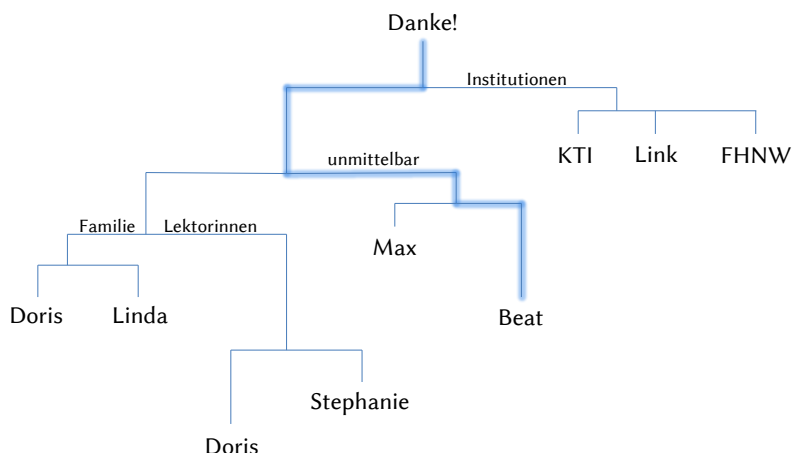 Danke!
Institutionen
KTI Link FHNW
unmittelbar
Familie Lektorinnen
Max
Doris Linda Beat
Stephanie
Doris